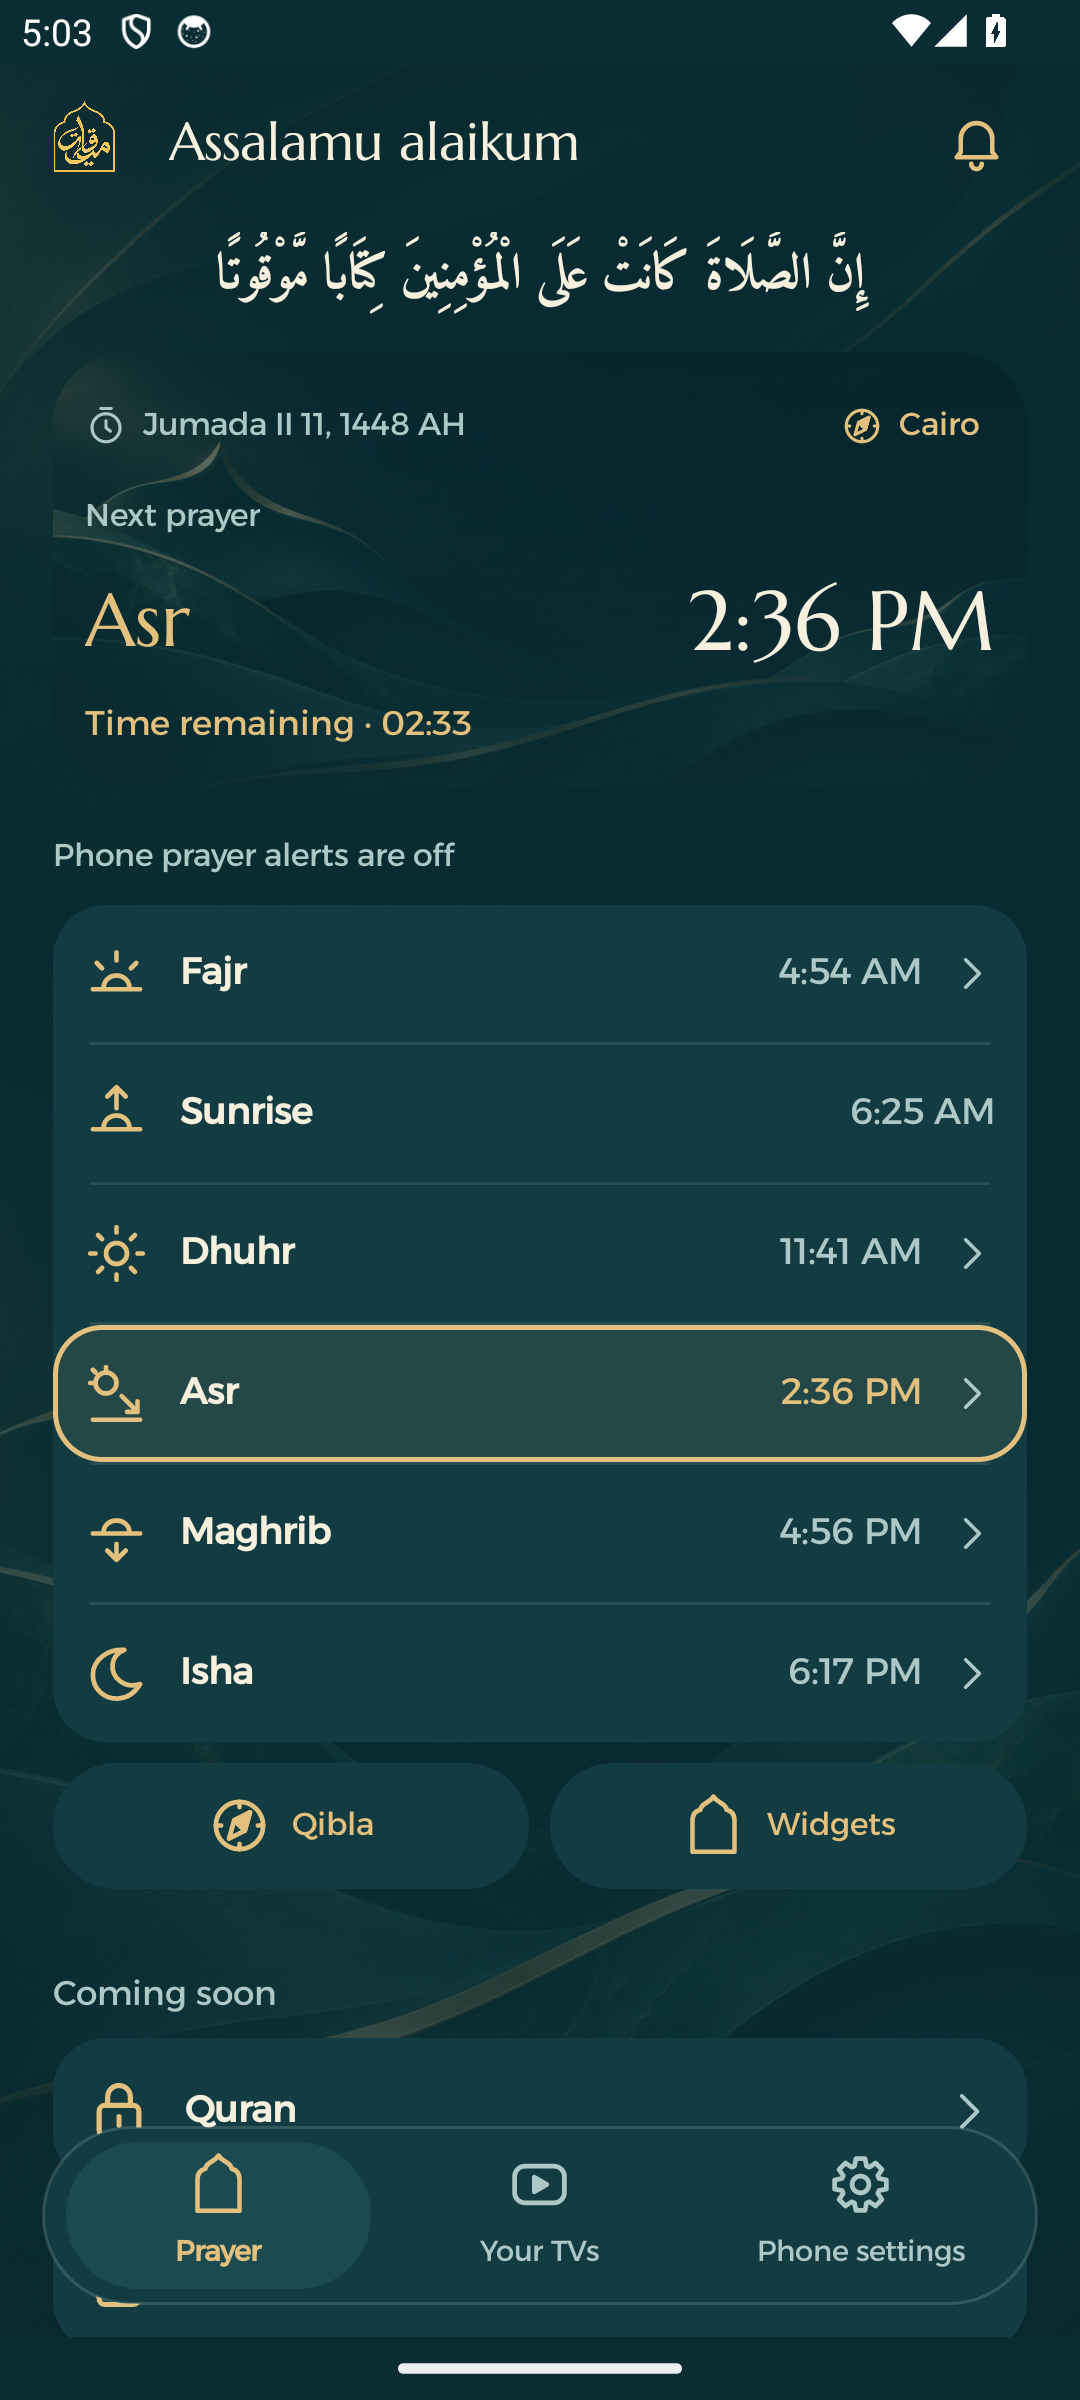 5:03
Assalamu alaikum
إِنَّ الصَّلَاةَ كَانَتْ عَلَى الْمُؤْمِنِينَ كِتَابًا مَّوْقُوتًا
Jumada II 11, 1448 AH
Cairo
Next prayer
Asr
2:36 PM
Time remaining · 02:33
Phone prayer alerts are off
Fajr 4:54 AM
Sunrise 6:25 AM
Dhuhr 11:41 AM
Asr 2:36 PM
Maghrib 4:56 PM
Isha 6:17 PM
Qibla
Widgets
Coming soon
Quran
Prayer
Your TVs
Phone settings